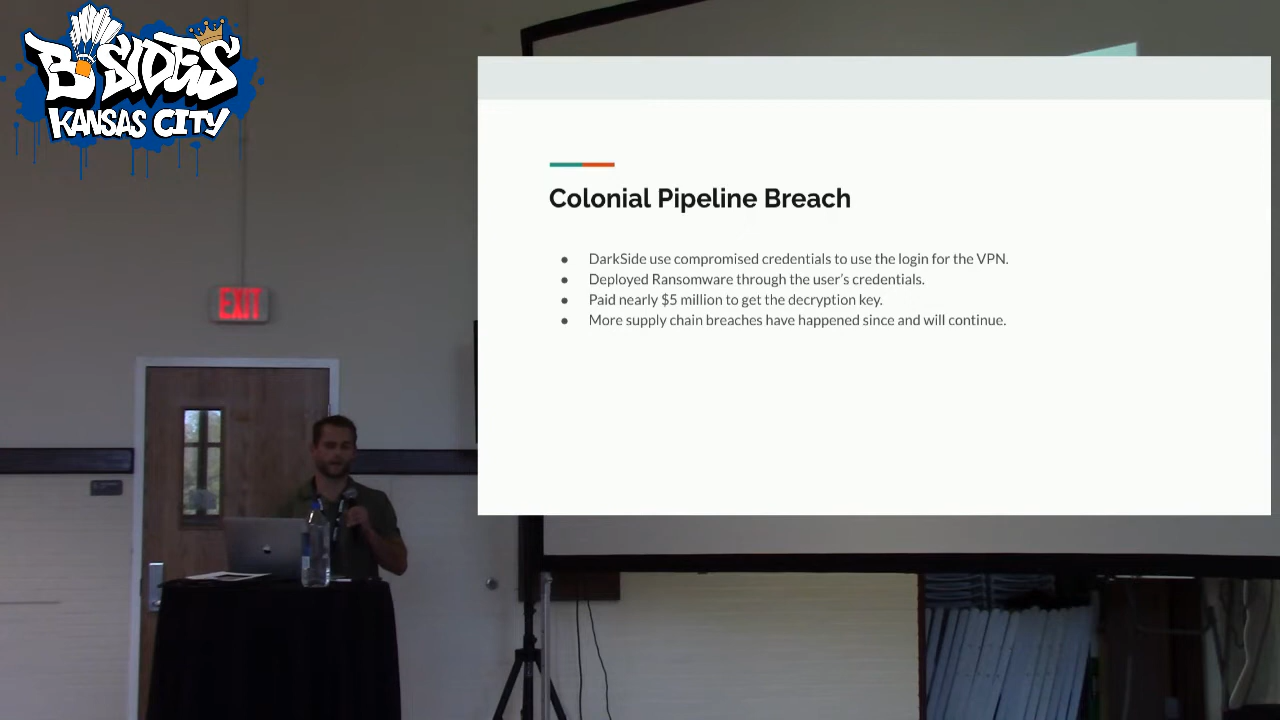 B·SIDES
KANSAS CITY
Colonial Pipeline Breach
● DarkSide use compromised credentials to use the login for the VPN.
● Deployed Ransomware through the user's credentials.
● Paid nearly $5 million to get the decryption key.
● More supply chain breaches have happened since and will continue.
EXIT